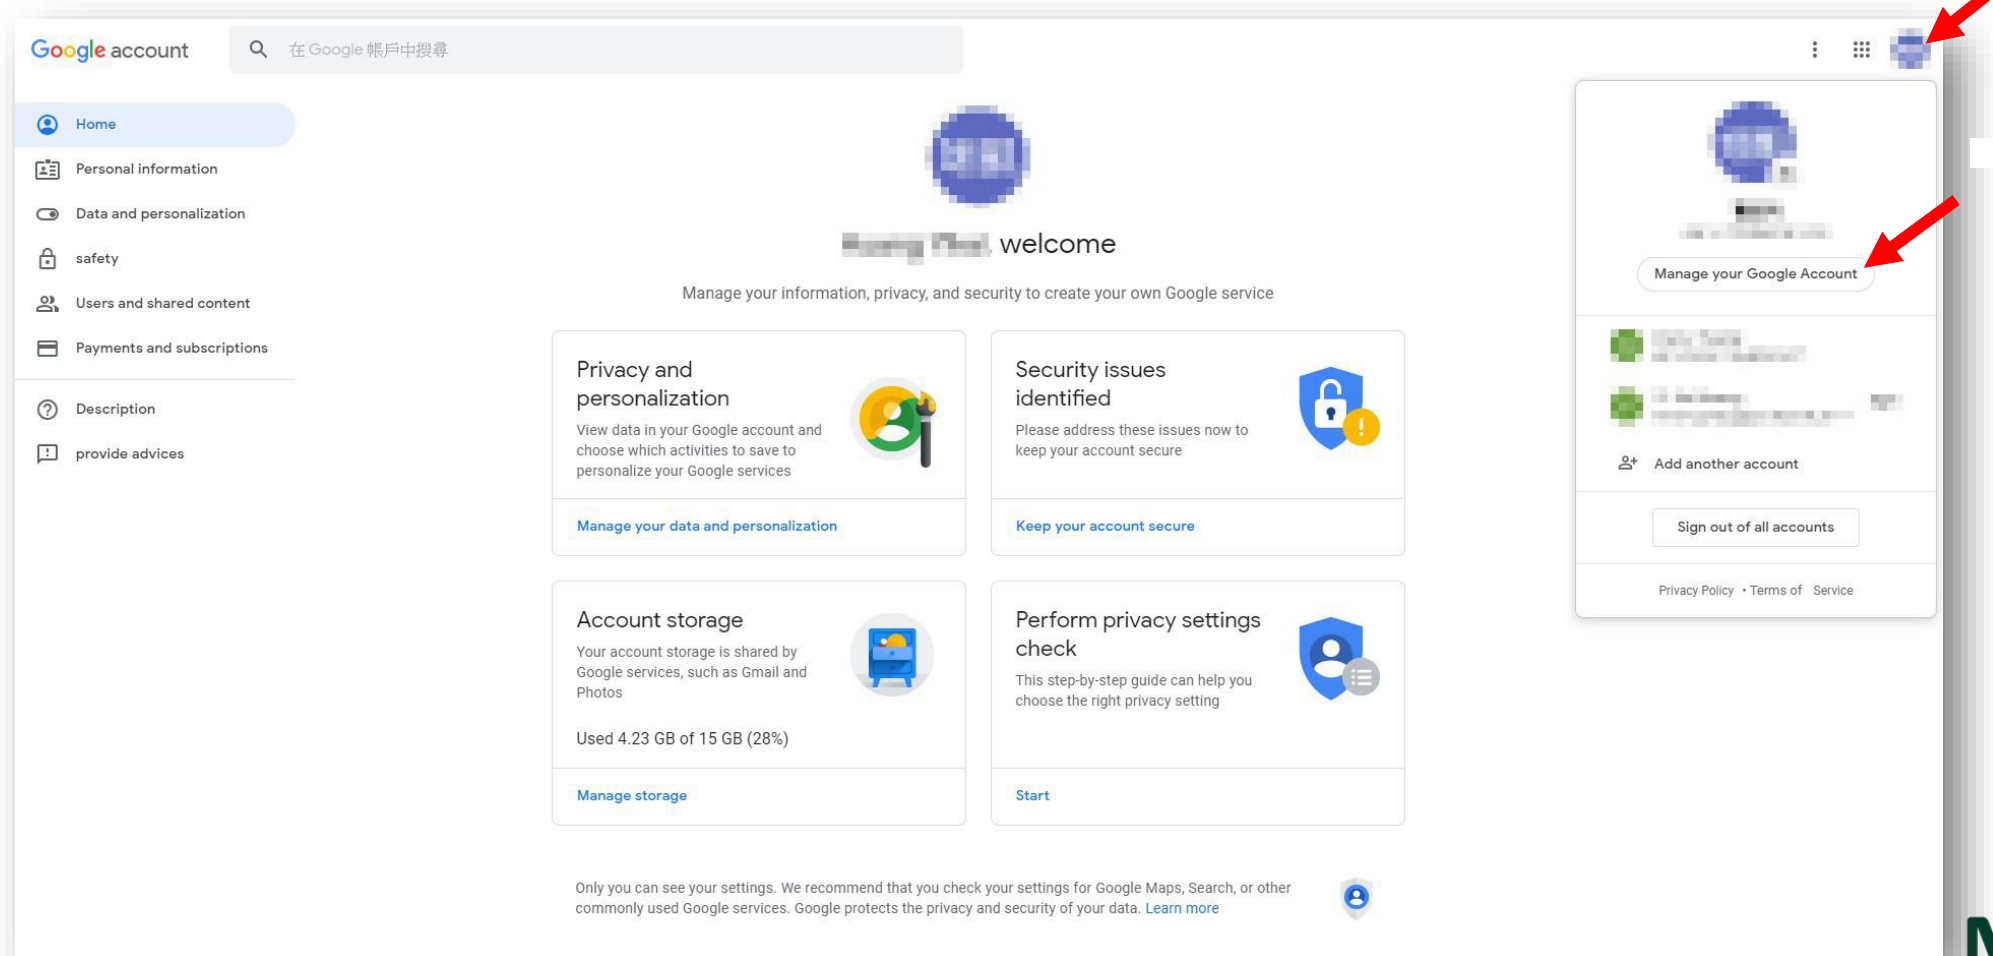 Google account
在 Google 帳戶中搜尋
Home
Personal information
Data and personalization
safety
Users and shared content
Payments and subscriptions
Description
provide advices
welcome
Manage your information, privacy, and security to create your own Google service
Privacy and
personalization
View data in your Google account and
choose which activities to save to
personalize your Google services
Manage your data and personalization
Security issues
identified
Please address these issues now to
keep your account secure
Keep your account secure
Account storage
Your account storage is shared by
Google services, such as Gmail and
Photos
Used 4.23 GB of 15 GB (28%)
Manage storage
Perform privacy settings
check
This step-by-step guide can help you
choose the right privacy setting
Start
Only you can see your settings. We recommend that you check your settings for Google Maps, Search, or other
commonly used Google services. Google protects the privacy and security of your data. Learn more
Manage your Google Account
Add another account
Sign out of all accounts
Privacy Policy • Terms of Service